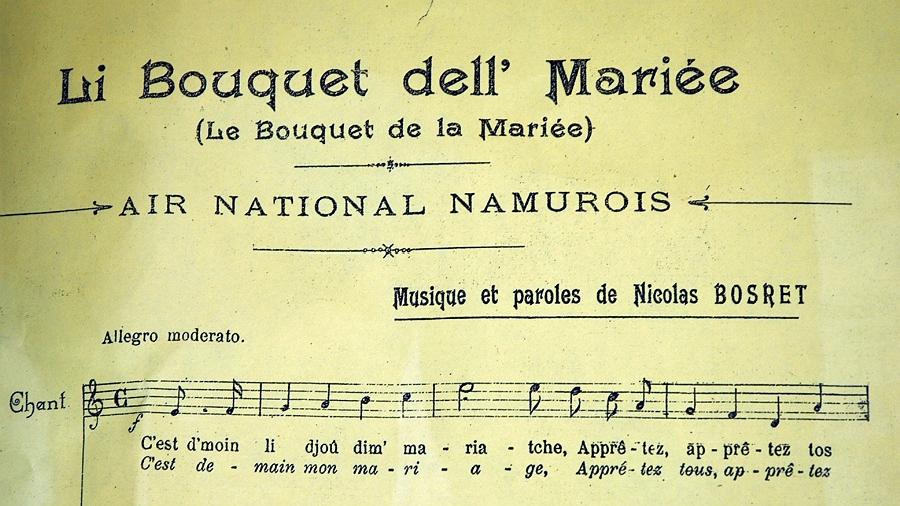 Li Bouquet dell' Mariée
(Le Bouquet de la Mariée)
AIR NATIONAL NAMUROIS
Musique et paroles de Nicolas BOSRET
Allegro moderato.
Chant
f
C'est d'moin li djoû dim' ma - ria - tche, Apprê - tez, ap - prê - tez tos
C'est de - main mon ma - ri - a - ge, Appré - tez tous, ap - prê - tez